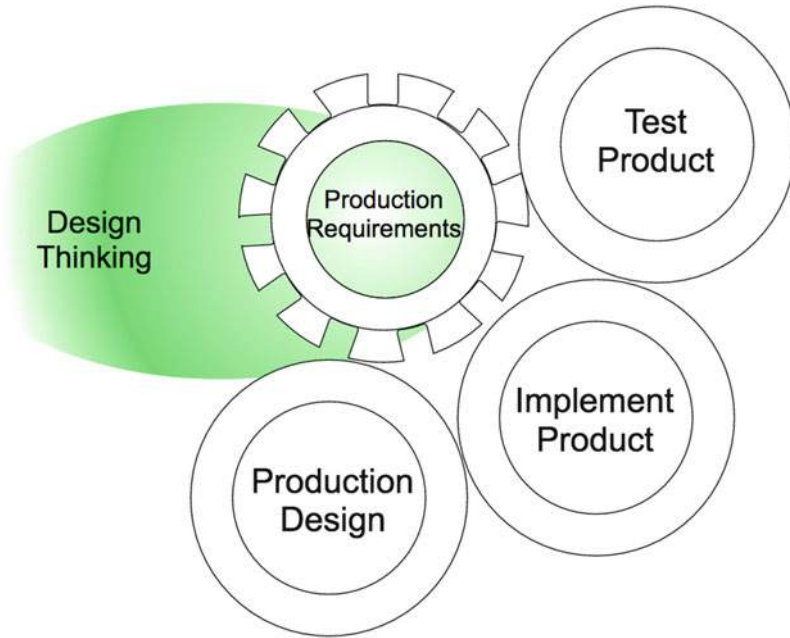 Design
Thinking
Production
Requirements
Test
Product
Implement
Product
Production
Design